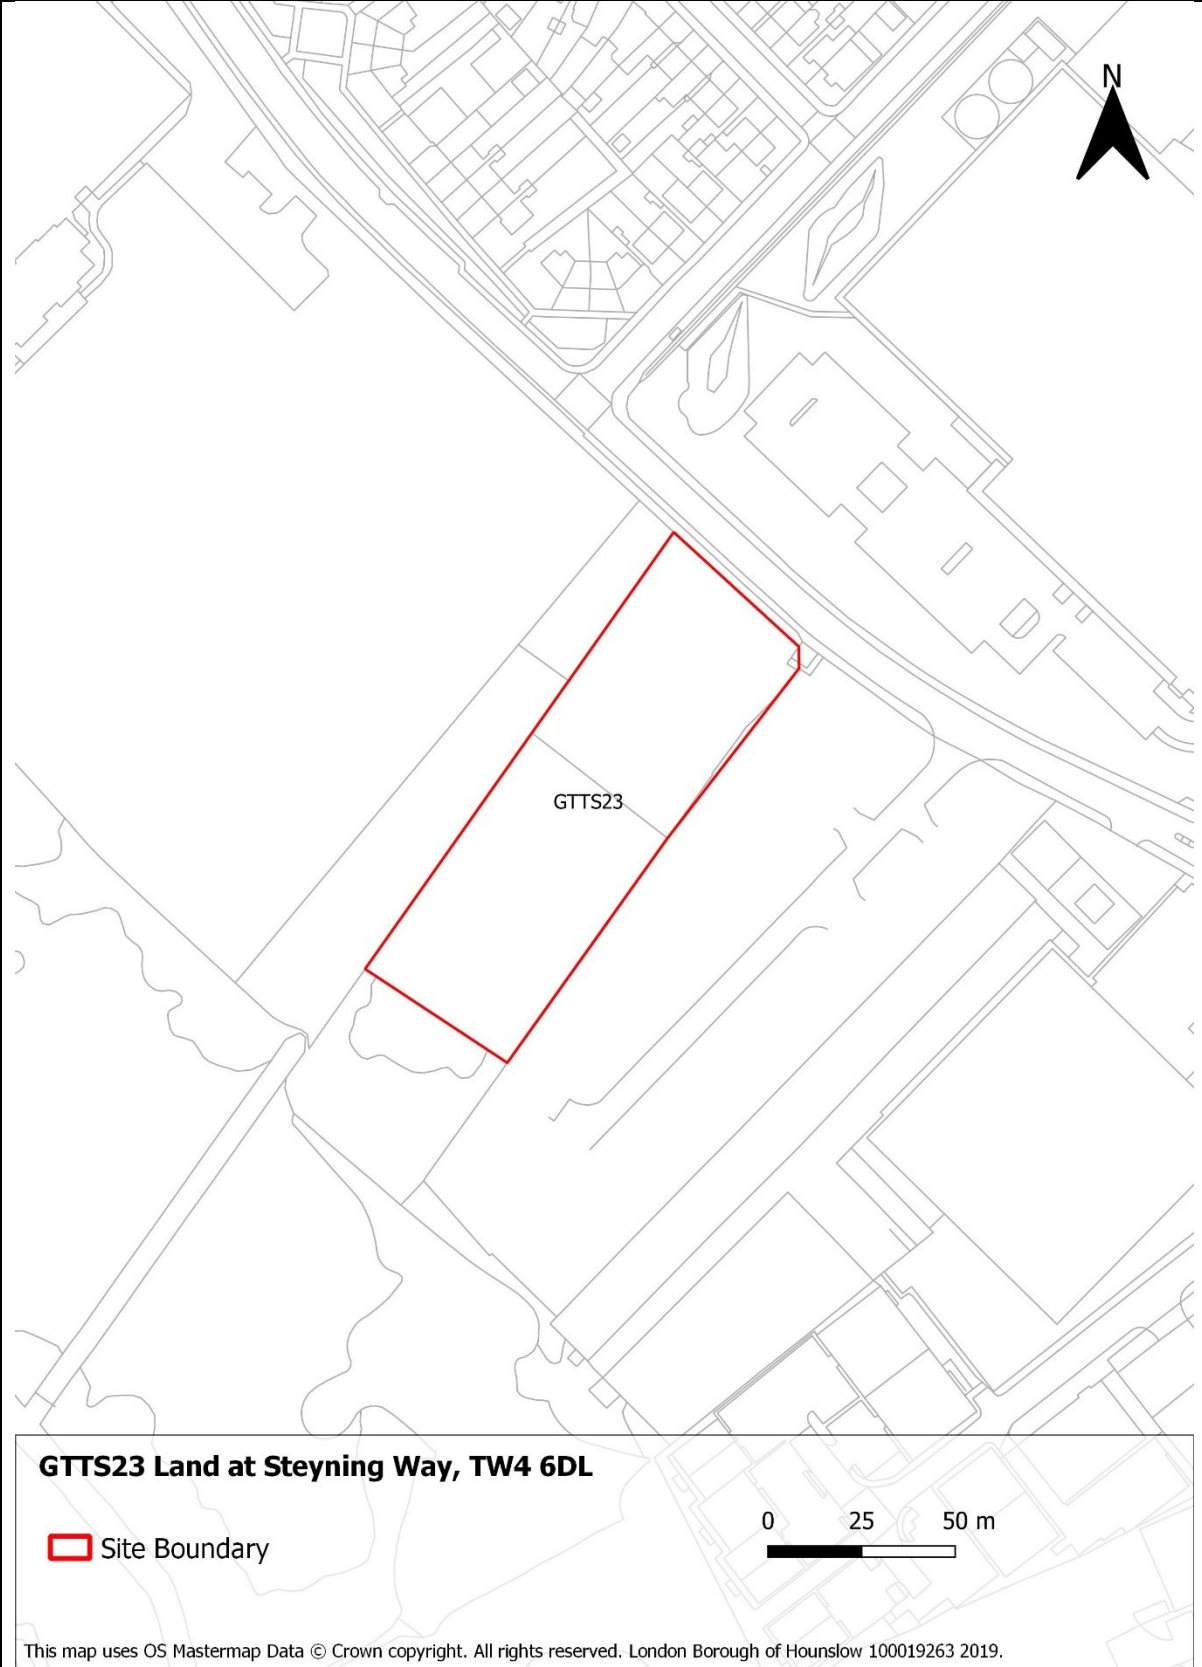 N
GTTS23
GTTS23 Land at Steyning Way, TW4 6DL
0 25 50 m
Site Boundary
This map uses OS Mastermap Data © Crown copyright. All rights reserved. London Borough of Hounslow 100019263 2019.